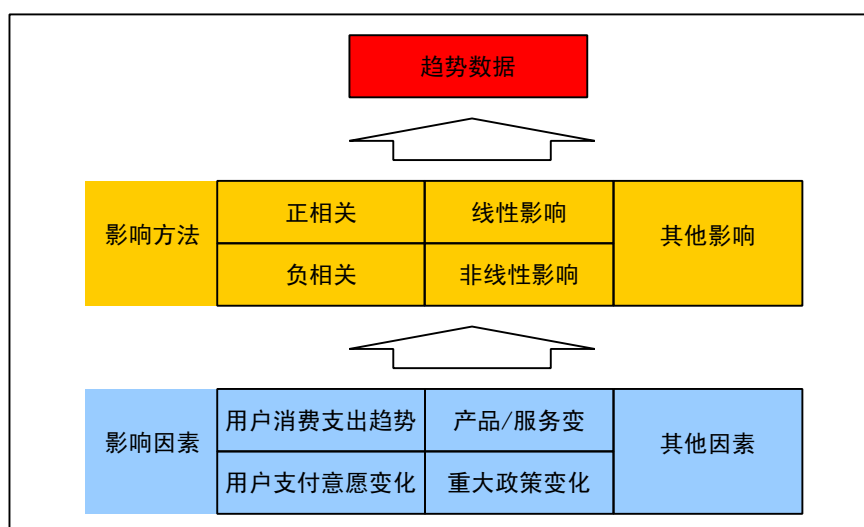 趋势数据
影响方法
正相关
线性影响
其他影响
负相关
非线性影响
影响因素
用户消费支出趋势
产品/服务变
其他因素
用户支付意愿变化
重大政策变化